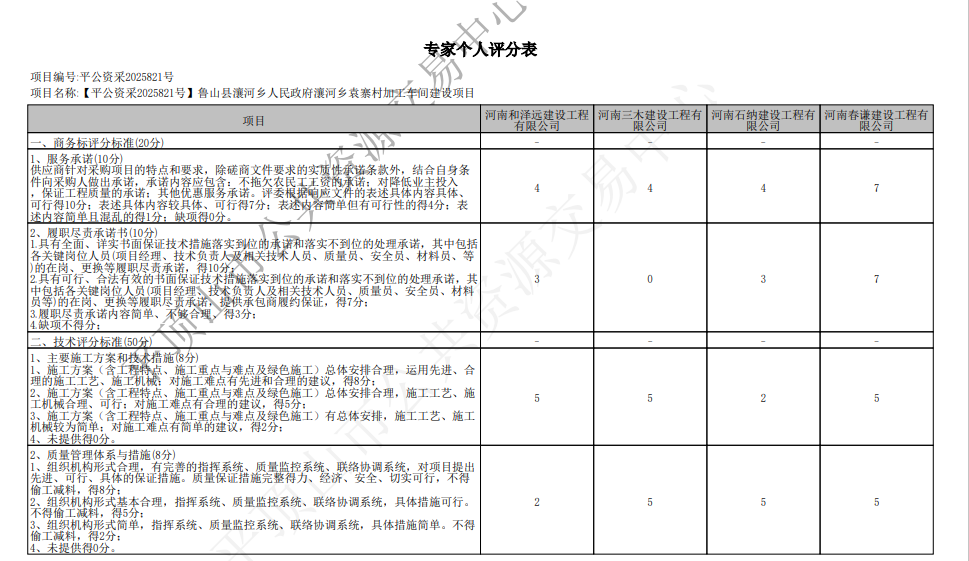 专家个人评分表
项目编号:平公资采2025821号
项目名称:【平公资采2025821号】鲁山县瀼河乡人民政府瀼河乡袁寨村加工车间建设项目
项目 河南和泽远建设工程有限公司 河南三木建设工程有限公司 河南石纳建设工程有限公司 河南春谦建设工程有限公司
一、商务标评分标准(20分) - - - -
1、服务承诺(10分)
供应商针对采购项目的特点和要求，除磋商文件要求的实质性承诺条款外，结合自身条
件向采购人做出承诺，承诺内容应包含：不拖欠农民工工资的承诺；对降低业主投入
，保证工程质量的承诺；其他优惠服务承诺。评委根据响应文件的表述具体内容具体、
可行得10分；表述内容较具体、可行得7分；表述内容简单但有可行性的得4分；表
述内容简单且混乱的得1分；缺项得0分。
4 4 4 7
2、履职尽责承诺书(10分)
1.具有全面、详实书面保证技术措施落实到位的承诺和落实不到位的处理承诺，其中包括
各关键岗位人员(项目经理、技术负责人及相关技术人员、质量员、安全员、材料员、等
)的在岗、更换等履职尽责承诺，得10分；
2.具有可行、合法有效的书面保证技术措施落实到位的承诺和落实不到位的处理承诺，其
中包括各关键岗位人员(项目经理、技术负责人及相关技术人员、质量员、安全员、材料
员等)的在岗、更换等履职尽责承诺，提供承包商履约保证，得7分；
3.履职尽责承诺内容简单、不够合理、得3分；
4.缺项不得分；
3 0 3 7
二、技术评分标准(50分) - - - -
1、主要施工方案和技术措施(8分)
1、施工方案（含工程特点、施工重点与难点及绿色施工）总体安排合理，运用先进、合
理的施工工艺、施工机械；对施工难点有先进和合理的建议，得8分；
2、施工方案（含工程特点、施工重点与难点及绿色施工）总体安排合理，施工工艺、施
工机械合理、可行；对施工难点有合理的建议，得5分；
3、施工方案（含工程特点、施工重点与难点及绿色施工）有总体安排，施工工艺、施工
机械较为简单；对施工难点有简单的建议，得2分；
4、未提供得0分。
5 5 2 5
2、质量管理体系与措施(8分)
1、组织机构形式合理，有完善的指挥系统、质量监控系统、联络协调系统，对项目提出
先进、可行、具体的保证措施。质量保证措施完整得力、经济、安全、切实可行，不得
偷工减料，得8分；
2、组织机构形式基本合理，指挥系统、质量监控系统、联络协调系统，具体措施可行。
不得偷工减料，得5分；
3、组织机构形式简单，指挥系统、质量监控系统、联络协调系统，具体措施简单。不得
偷工减料，得2分；
4、未提供得0分。
2 5 5 5
平顶山市公共资源交易中心
平顶山市公共资源交易中心